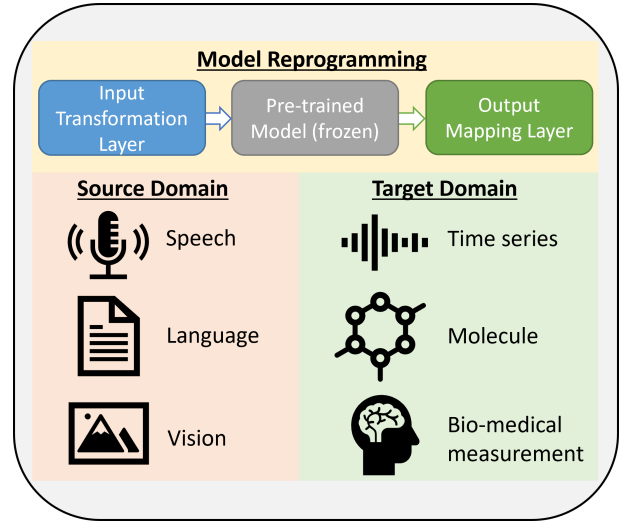 Model Reprogramming
Input
Transformation
Layer
Pre-trained
Model (frozen)
Output
Mapping Layer
Source Domain
Speech
Language
Vision
Target Domain
Time series
Molecule
Bio-medical
measurement